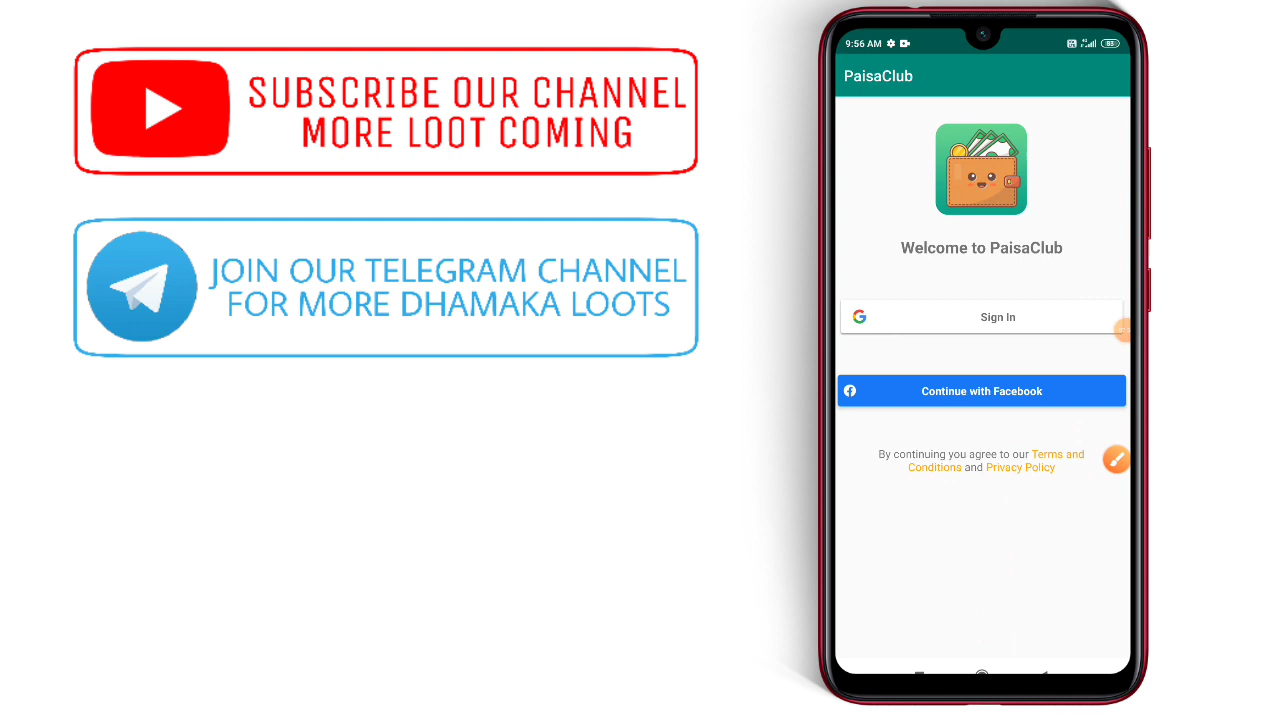 SUBSCRIBE OUR CHANNEL
MORE LOOT COMING
JOIN OUR TELEGRAM CHANNEL
FOR MORE DHAMAKA LOOTS
9:56 AM
PaisaClub
Welcome to PaisaClub
Sign In
Continue with Facebook
By continuing you agree to our Terms and
Conditions and Privacy Policy